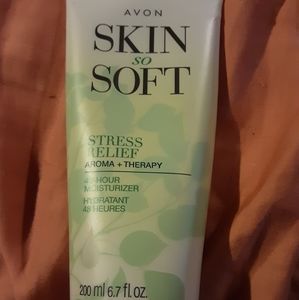 AVON
SKIN
so
SOFT
STRESS
RELIEF
AROMA + THERAPY
48-HOUR
MOISTURIZER
HYDRATANT
48 HEURES
200 ml 6.7 fl. oz.